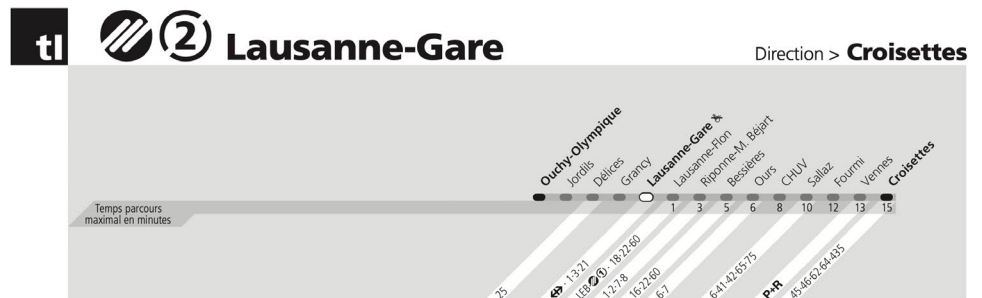 tl 2 Lausanne-Gare
Direction > Croisettes
Ouchy-Olympique
Jordils
Délices
Grancy
Lausanne-Gare &
Lausanne-Flon
Riponne-M. Béjart
Bessières
Ours
CHUV
Sallaz
Fourmi
Vennes
Croisettes
Temps parcours
maximal en minutes
1 3 5 6 8 10 12 13 15
25
1·3·21
LEB 1 · 18·22·60
1·2·7·8
16·22·60
6·7
6·41·42·65·75
P+R
45·46·62·64·435